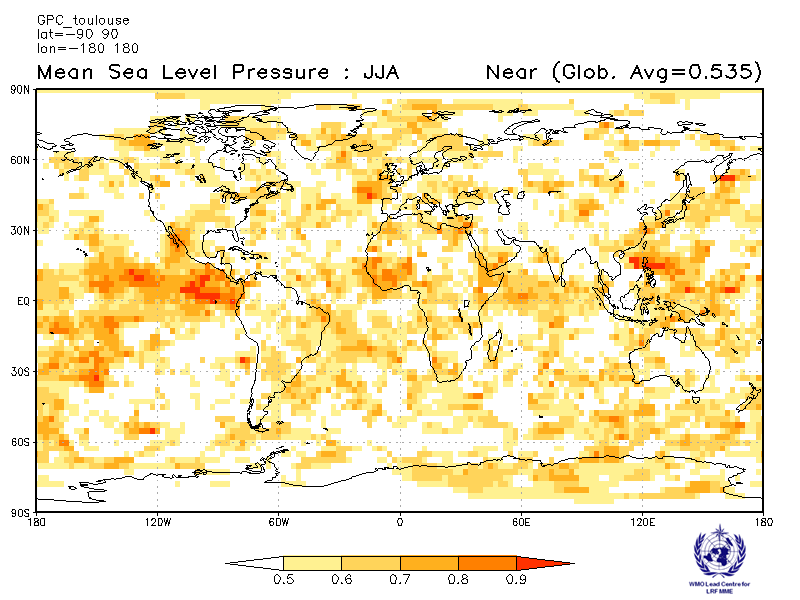 GPC_toulouse
lat=−90 90
lon=−180 180
Mean Sea Level Pressure : JJA Near (Glob. Avg=0.535)
90N
60N
30N
EQ
30S
60S
90S
180 120W 60W 0 60E 120E 180
0.5 0.6 0.7 0.8 0.9
WMO Lead Centre for
LRF MME